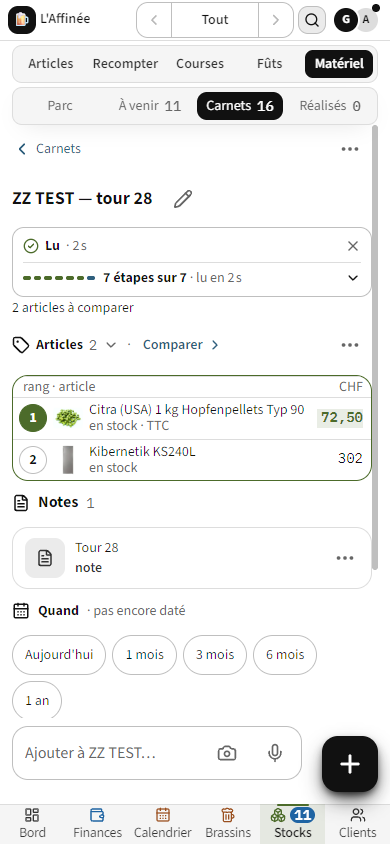 L'Affinée
Tout
G
A
Articles Recompter Courses Fûts Matériel
Parc À venir 11 Carnets 16 Réalisés 0
Carnets
ZZ TEST — tour 28
Lu · 2 s
7 étapes sur 7 · lu en 2 s
2 articles à comparer
Articles 2 · Comparer
rang · article CHF
1 Citra (USA) 1 kg Hopfenpellets Typ 90 72,50
en stock · TTC
2 Kibernetik KS240L 302
en stock
Notes 1
Tour 28
note
Quand · pas encore daté
Aujourd'hui 1 mois 3 mois 6 mois
1 an
Ajouter à ZZ TEST…
11
Bord Finances Calendrier Brassins Stocks Clients